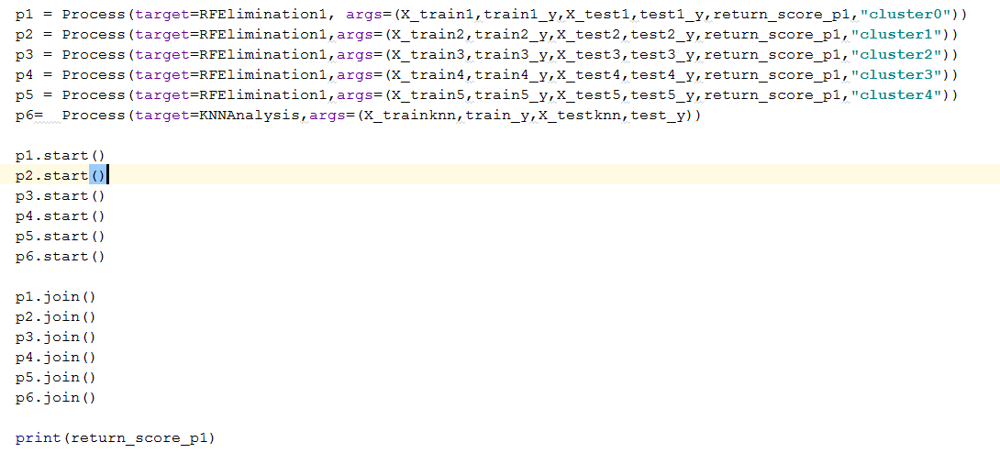 p1 = Process(target=RFElimination1, args=(X_train1,train1_y,X_test1,test1_y,return_score_p1,"cluster0"))
p2 = Process(target=RFElimination1,args=(X_train2,train2_y,X_test2,test2_y,return_score_p1,"cluster1"))
p3 = Process(target=RFElimination1,args=(X_train3,train3_y,X_test3,test3_y,return_score_p1,"cluster2"))
p4 = Process(target=RFElimination1,args=(X_train4,train4_y,X_test4,test4_y,return_score_p1,"cluster3"))
p5 = Process(target=RFElimination1,args=(X_train5,train5_y,X_test5,test5_y,return_score_p1,"cluster4"))
p6=  Process(target=KNNAnalysis,args=(X_trainknn,train_y,X_testknn,test_y))
p1.start()
p2.start()
p3.start()
p4.start()
p5.start()
p6.start()
p1.join()
p2.join()
p3.join()
p4.join()
p5.join()
p6.join()
print(return_score_p1)